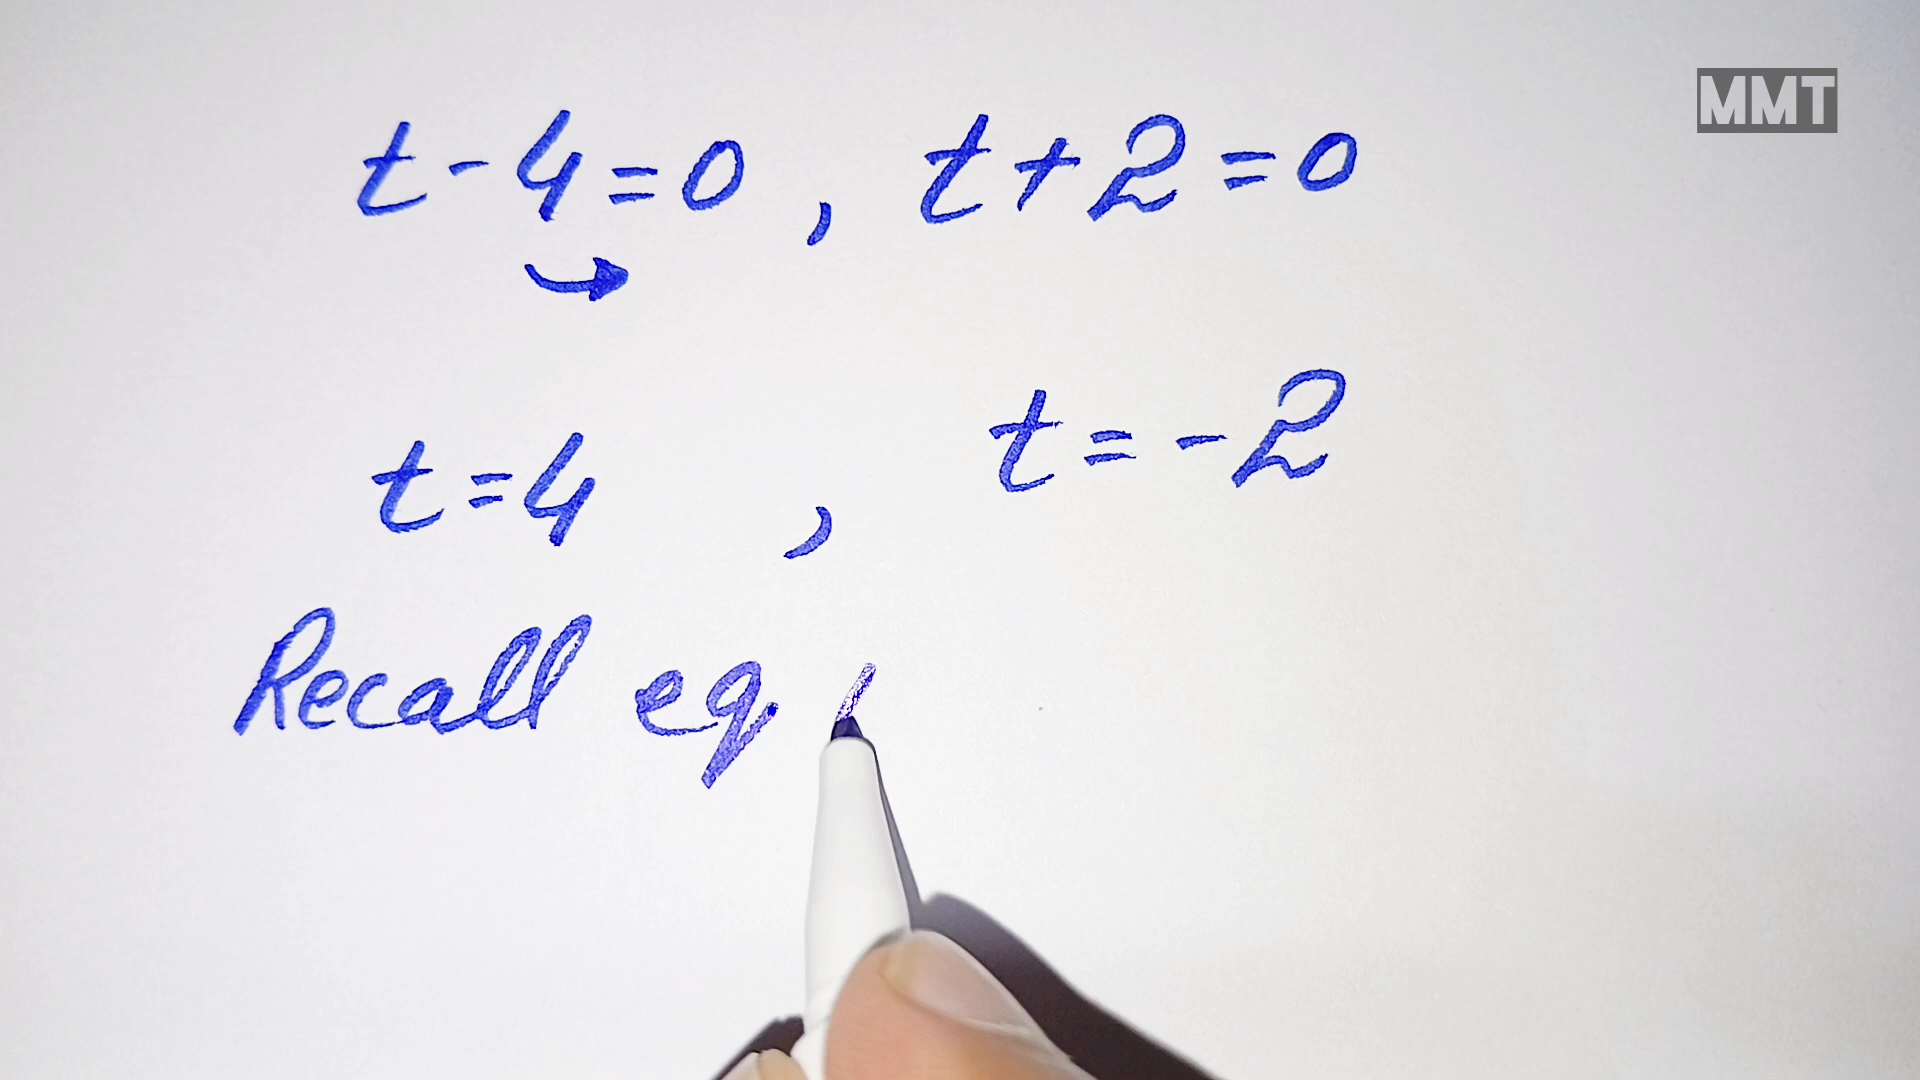 MMT
t - 4 = 0 , t + 2 = 0
t = 4 , t = -2
Recall eq